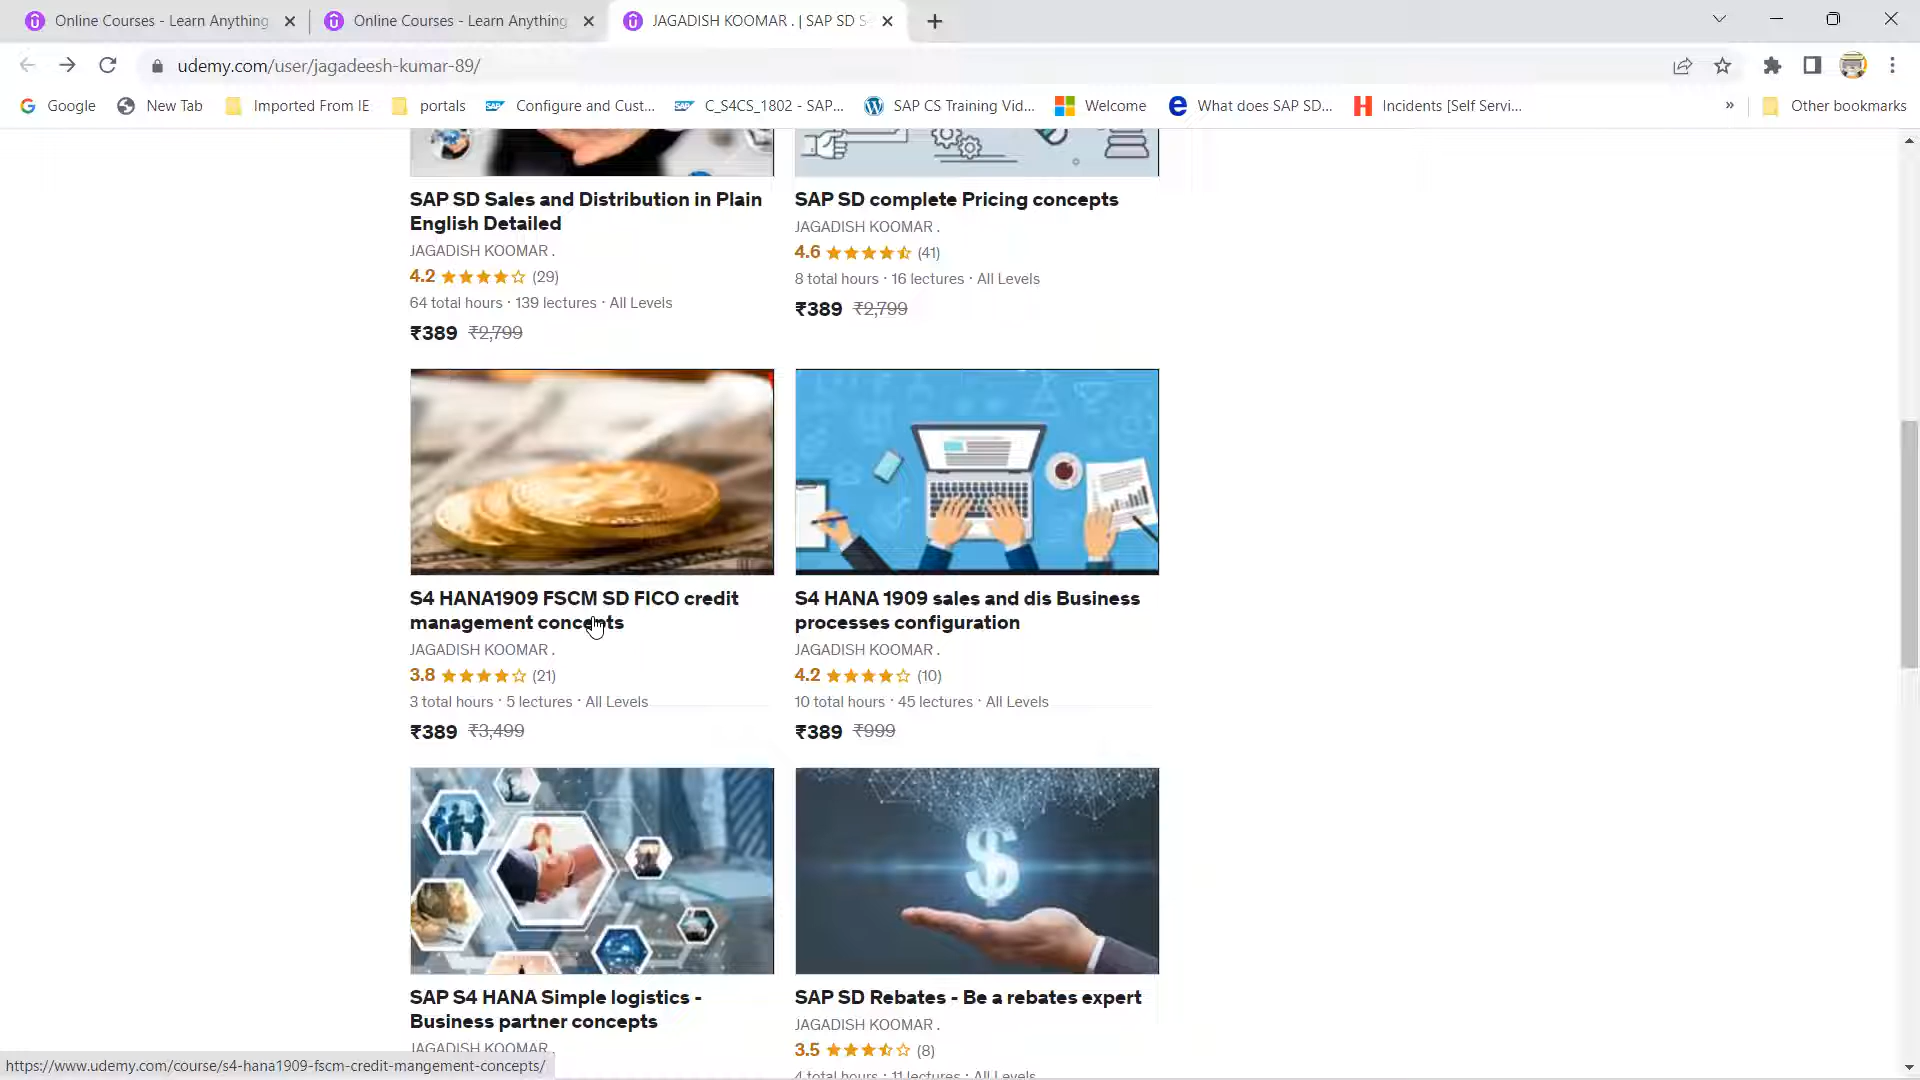 Online Courses - Learn Anything
Online Courses - Learn Anything
JAGADISH KOOMAR . | SAP SD S
udemy.com/user/jagadeesh-kumar-89/
Google
New Tab
Imported From IE
portals
Configure and Cust...
C_S4CS_1802 - SAP...
SAP CS Training Vid...
Welcome
What does SAP SD...
Incidents [Self Servi...
»
Other bookmarks
SAP SD Sales and Distribution in Plain
English Detailed
JAGADISH KOOMAR .
4.2 (29)
64 total hours · 139 lectures · All Levels
₹389 ₹2,799
SAP SD complete Pricing concepts
JAGADISH KOOMAR .
4.6 (41)
8 total hours · 16 lectures · All Levels
₹389 ₹2,799
S4 HANA1909 FSCM SD FICO credit
management concepts
JAGADISH KOOMAR .
3.8 (21)
3 total hours · 5 lectures · All Levels
₹389 ₹3,499
S4 HANA 1909 sales and dis Business
processes configuration
JAGADISH KOOMAR .
4.2 (10)
10 total hours · 45 lectures · All Levels
₹389 ₹999
SAP S4 HANA Simple logistics -
Business partner concepts
JAGADISH KOOMAR
SAP SD Rebates - Be a rebates expert
JAGADISH KOOMAR .
3.5 (8)
4 total hours · 11 lectures · All Levels
https://www.udemy.com/course/s4-hana1909-fscm-credit-mangement-concepts/